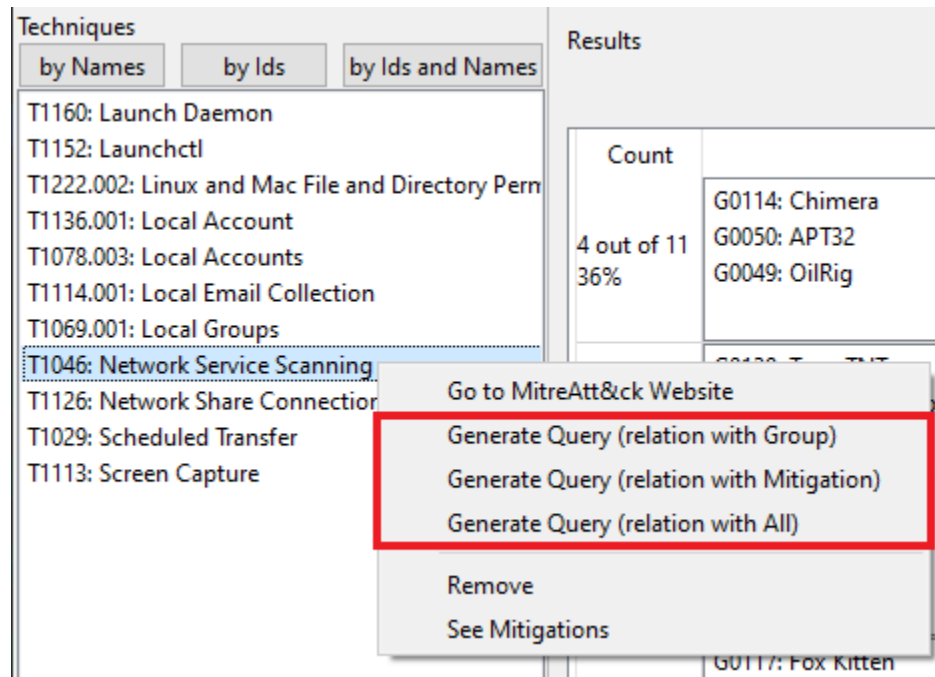 Techniques
by Names
by Ids
by Ids and Names
T1160: Launch Daemon
T1152: Launchctl
T1222.002: Linux and Mac File and Directory Perm
T1136.001: Local Account
T1078.003: Local Accounts
T1114.001: Local Email Collection
T1069.001: Local Groups
T1046: Network Service Scanning
T1126: Network Share Connection
T1029: Scheduled Transfer
T1113: Screen Capture
Results
Count
4 out of 11
36%
G0114: Chimera
G0050: APT32
G0049: OilRig
Go to MitreAtt&ck Website
Generate Query (relation with Group)
Generate Query (relation with Mitigation)
Generate Query (relation with All)
Remove
See Mitigations
G0117: Fox Kitten